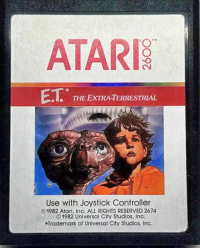 ATARI 2600™
E.T.* THE EXTRA-TERRESTRIAL
Use with Joystick Controller
© 1982 Atari, Inc. ALL RIGHTS RESERVED 2674
© 1982 Universal City Studios, Inc.
*Trademark of Universal City Studios, Inc.